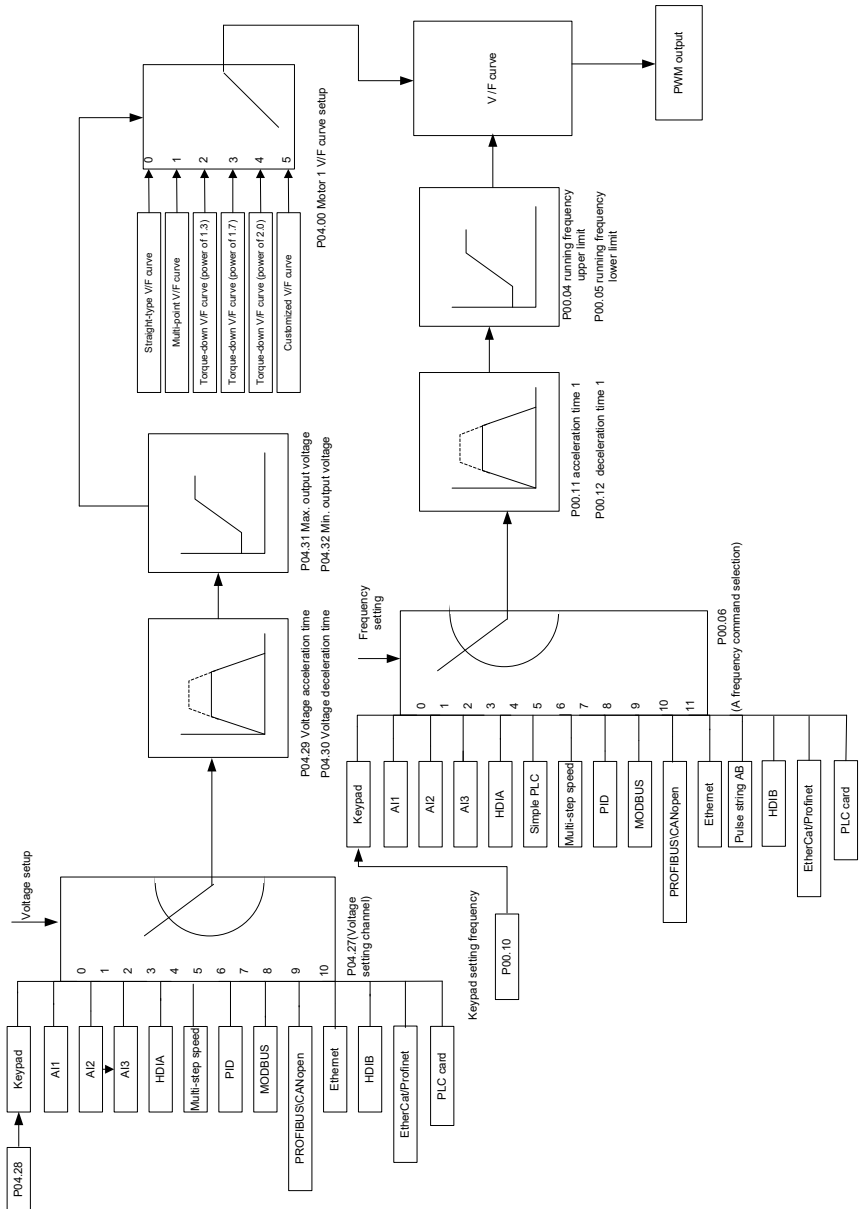 P04.28
Keypad
AI1
AI2
AI3
HDIA
Multi-step speed
PID
MODBUS
PROFIBUS\CANopen
Ethernet
HDIB
EtherCat/Profinet
PLC card
Voltage setup
0
1
2
3
4
5
6
7
8
9
10
P04.27(Voltage
setting channel)
P04.29 Voltage acceleration time
P04.30 Voltage deceleration time
P04.31 Max. output voltage
P04.32 Min. output voltage
Straight-type V/F curve
Multi-point V/F curve
Torque-down V/F curve (power of 1.3)
Torque-down V/F curve (power of 1.7)
Torque-down V/F curve (power of 2.0)
Customized V/F curve
0
1
2
3
4
5
P04.00 Motor 1 V/F curve setup
Keypad setting frequency
P00.10
Keypad
AI1
AI2
AI3
HDIA
Simple PLC
Multi-step speed
PID
MODBUS
PROFIBUS\CANopen
Ethernet
Pulse string AB
HDIB
EtherCat/Profinet
PLC card
Frequency
setting
0
1
2
3
4
5
6
7
8
9
10
11
P00.06
(A frequency command selection)
P00.11 acceleration time 1
P00.12 deceleration time 1
P00.04 running frequency
upper limit
P00.05 running frequency
lower limit
V/F curve
PWM output